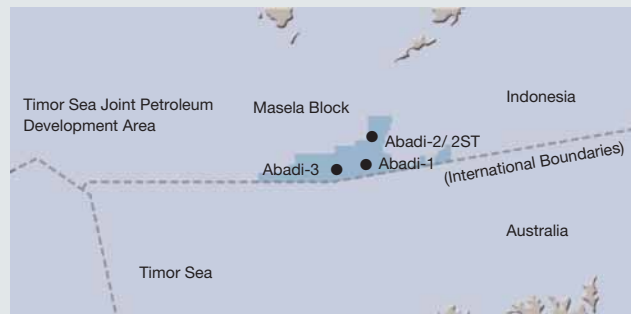 Timor Sea Joint Petroleum
Development Area
Masela Block
Indonesia
Abadi-2/ 2ST
Abadi-3
Abadi-1
(International Boundaries)
Australia
Timor Sea